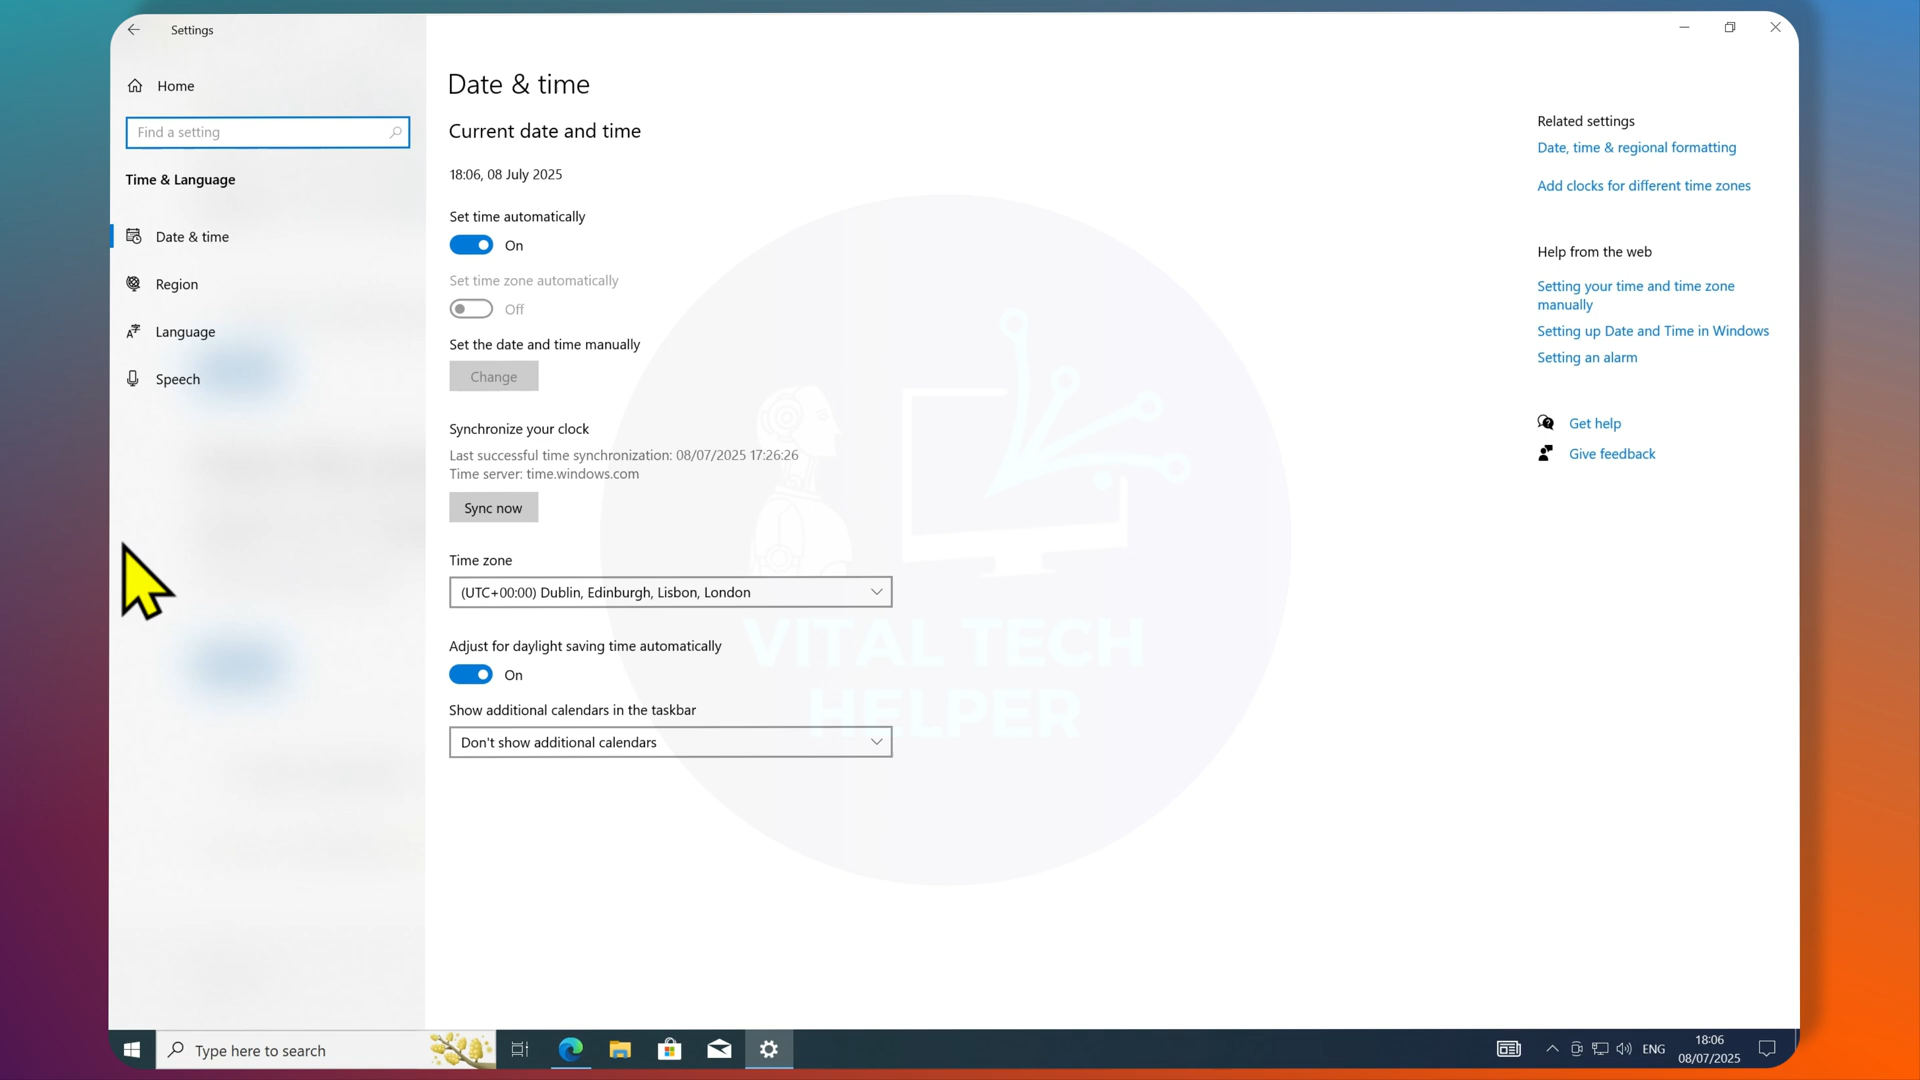 Settings
Home
Find a setting
Time & Language
Date & time
Region
Language
Speech
Date & time
Current date and time
18:06, 08 July 2025
Set time automatically
On
Set time zone automatically
Off
Set the date and time manually
Change
Synchronize your clock
Last successful time synchronization: 08/07/2025 17:26:26
Time server: time.windows.com
Sync now
Time zone
(UTC+00:00) Dublin, Edinburgh, Lisbon, London
Adjust for daylight saving time automatically
On
Show additional calendars in the taskbar
Don't show additional calendars
VITAL TECH
HELPER
Related settings
Date, time & regional formatting
Add clocks for different time zones
Help from the web
Setting your time and time zone
manually
Setting up Date and Time in Windows
Setting an alarm
Get help
Give feedback
Type here to search
ENG
18:06
08/07/2025